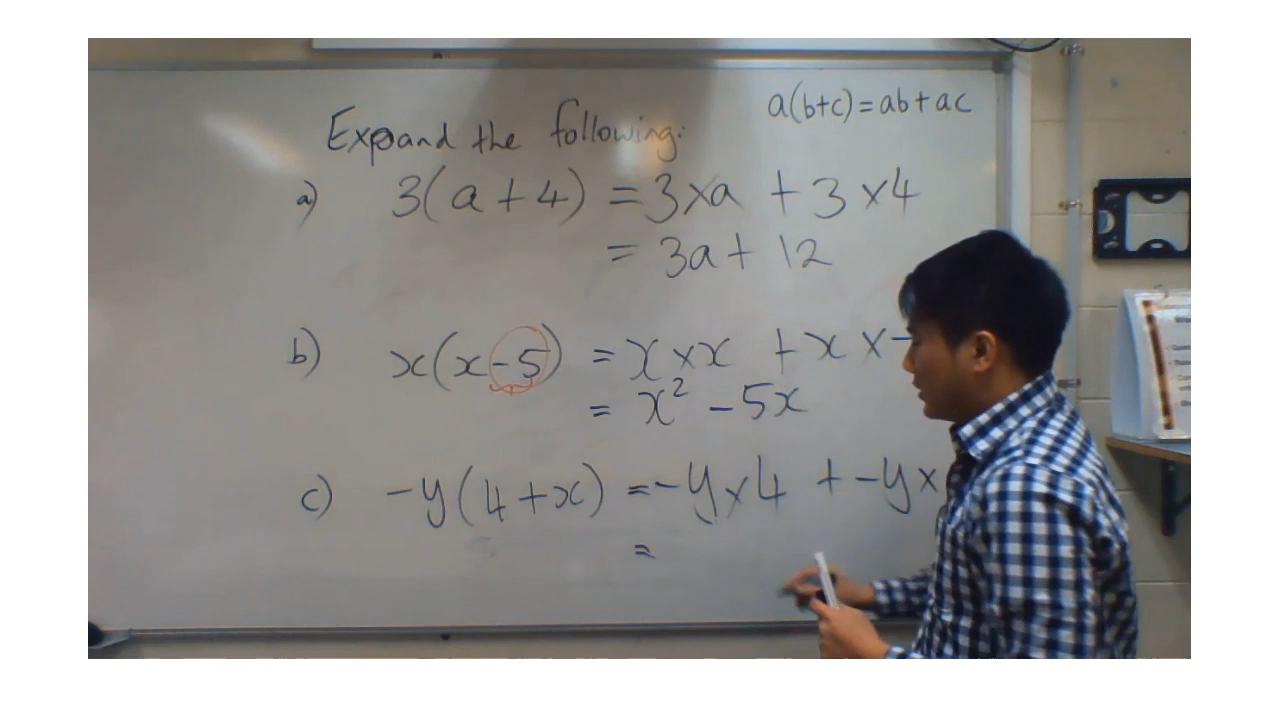 a(b+c)=ab+ac
Expand the following:
a) 3(a+4) = 3×a + 3×4
= 3a + 12
b) x(x-5) = x×x + x×-
= x² - 5x
c) -y(4+x) = -y×4 + -y×
=